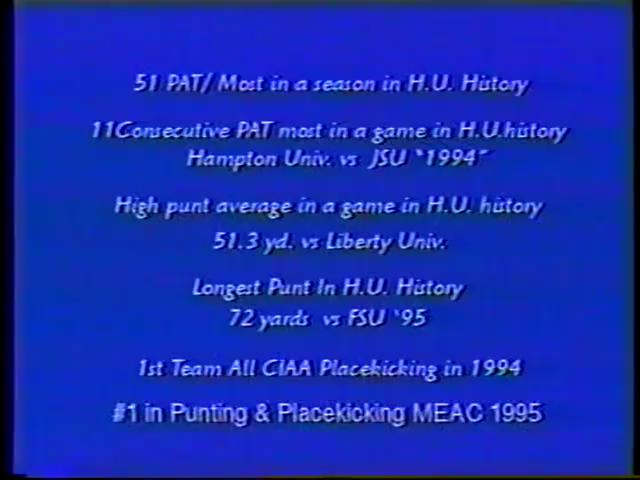 51 PAT/ Most in a season in H.U. History
11Consecutive PAT most in a game in H.U.history
Hampton Univ. vs JSU "1994"
High punt average in a game in H.U. history
51.3 yd. vs Liberty Univ.
Longest Punt In H.U. History
72 yards vs FSU '95
1st Team All CIAA Placekicking in 1994
#1 in Punting & Placekicking MEAC 1995